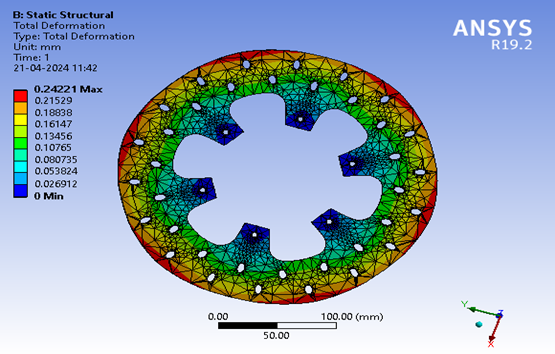 B: Static Structural
Total Deformation
Type: Total Deformation
Unit: mm
Time: 1
21-04-2024 11:42
ANSYS
R19.2
0.24221 Max
0.21529
0.18838
0.16147
0.13456
0.10765
0.080735
0.053824
0.026912
0 Min
0.00 100.00 (mm)
50.00
Y
Z
X